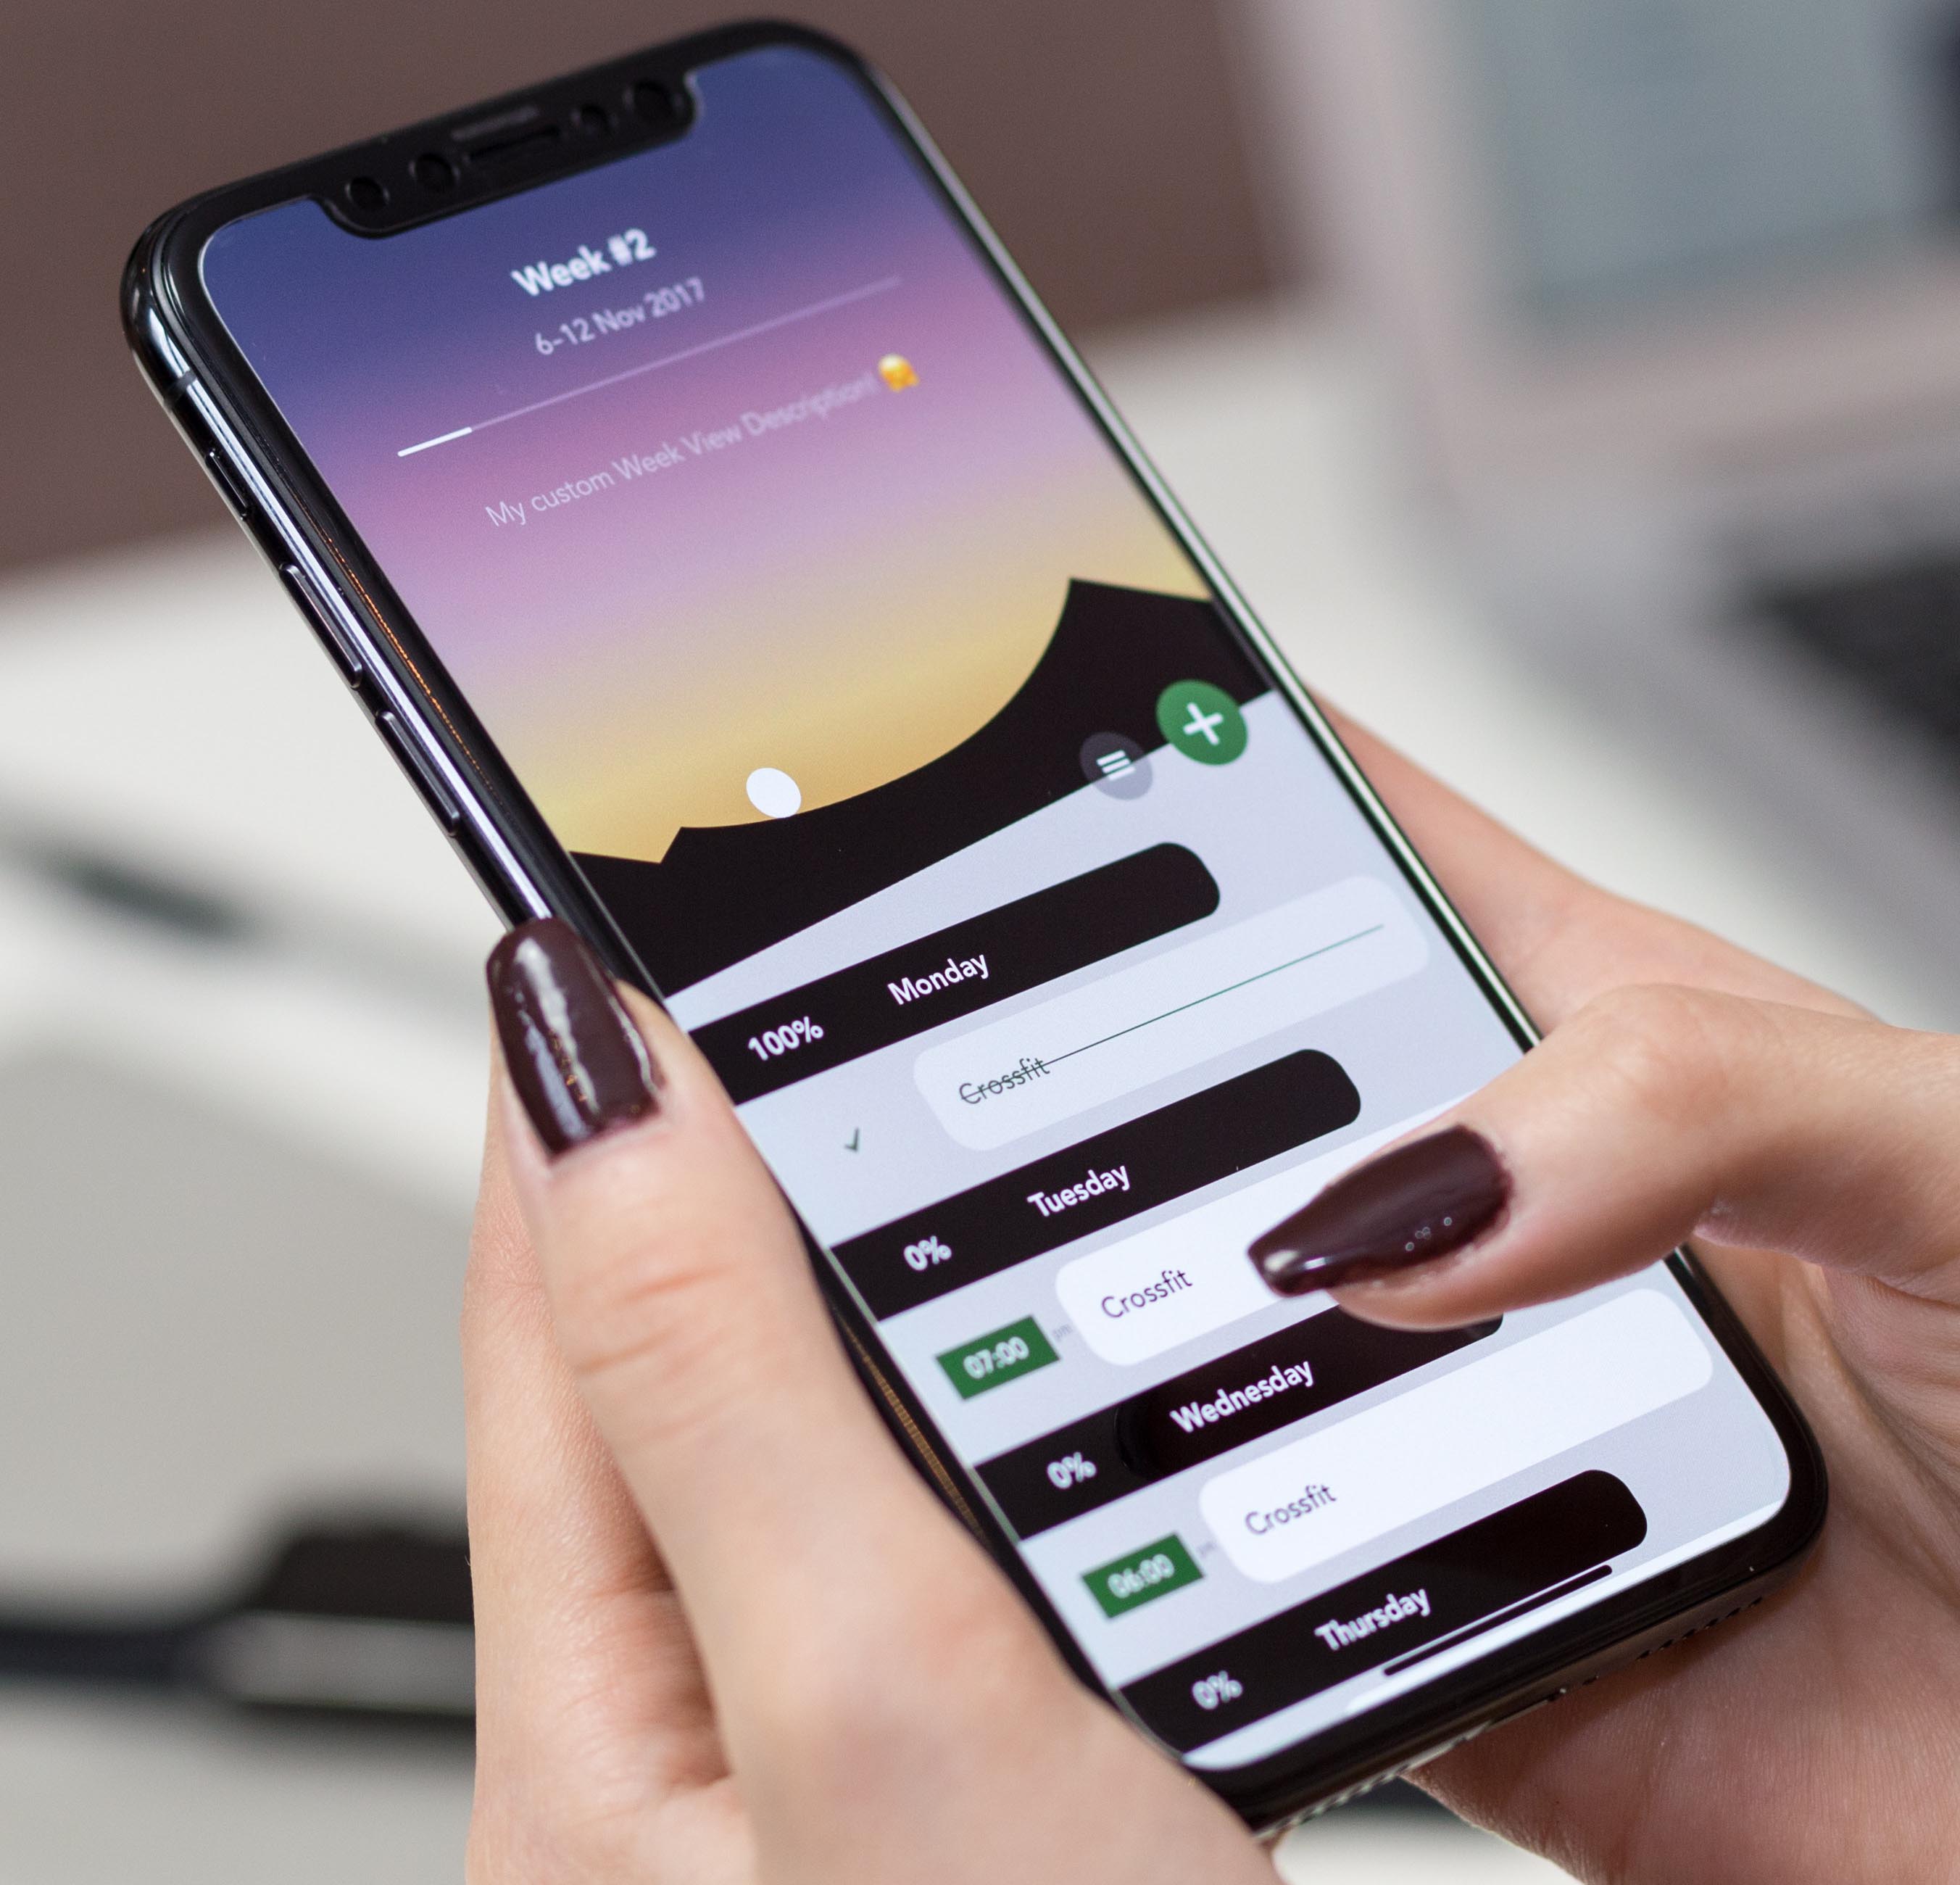 Week #2
6-12 Nov 2017
My custom Week View Description! 🤗
100% Monday
✓ Crossfit
0% Tuesday
07:00 pm Crossfit
0% Wednesday
06:00 pm Crossfit
0% Thursday